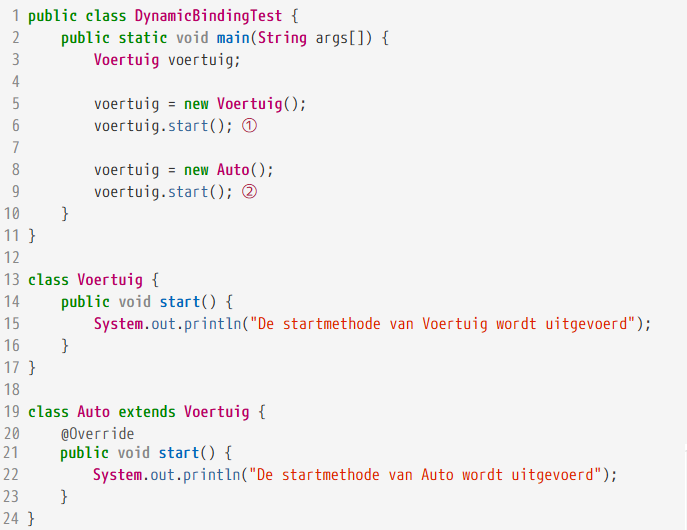 1 public class DynamicBindingTest {
2     public static void main(String args[]) {
3         Voertuig voertuig;
4
5         voertuig = new Voertuig();
6         voertuig.start(); ①
7
8         voertuig = new Auto();
9         voertuig.start(); ②
10     }
11 }
12
13 class Voertuig {
14     public void start() {
15         System.out.println("De startmethode van Voertuig wordt uitgevoerd");
16     }
17 }
18
19 class Auto extends Voertuig {
20     @Override
21     public void start() {
22         System.out.println("De startmethode van Auto wordt uitgevoerd");
23     }
24 }